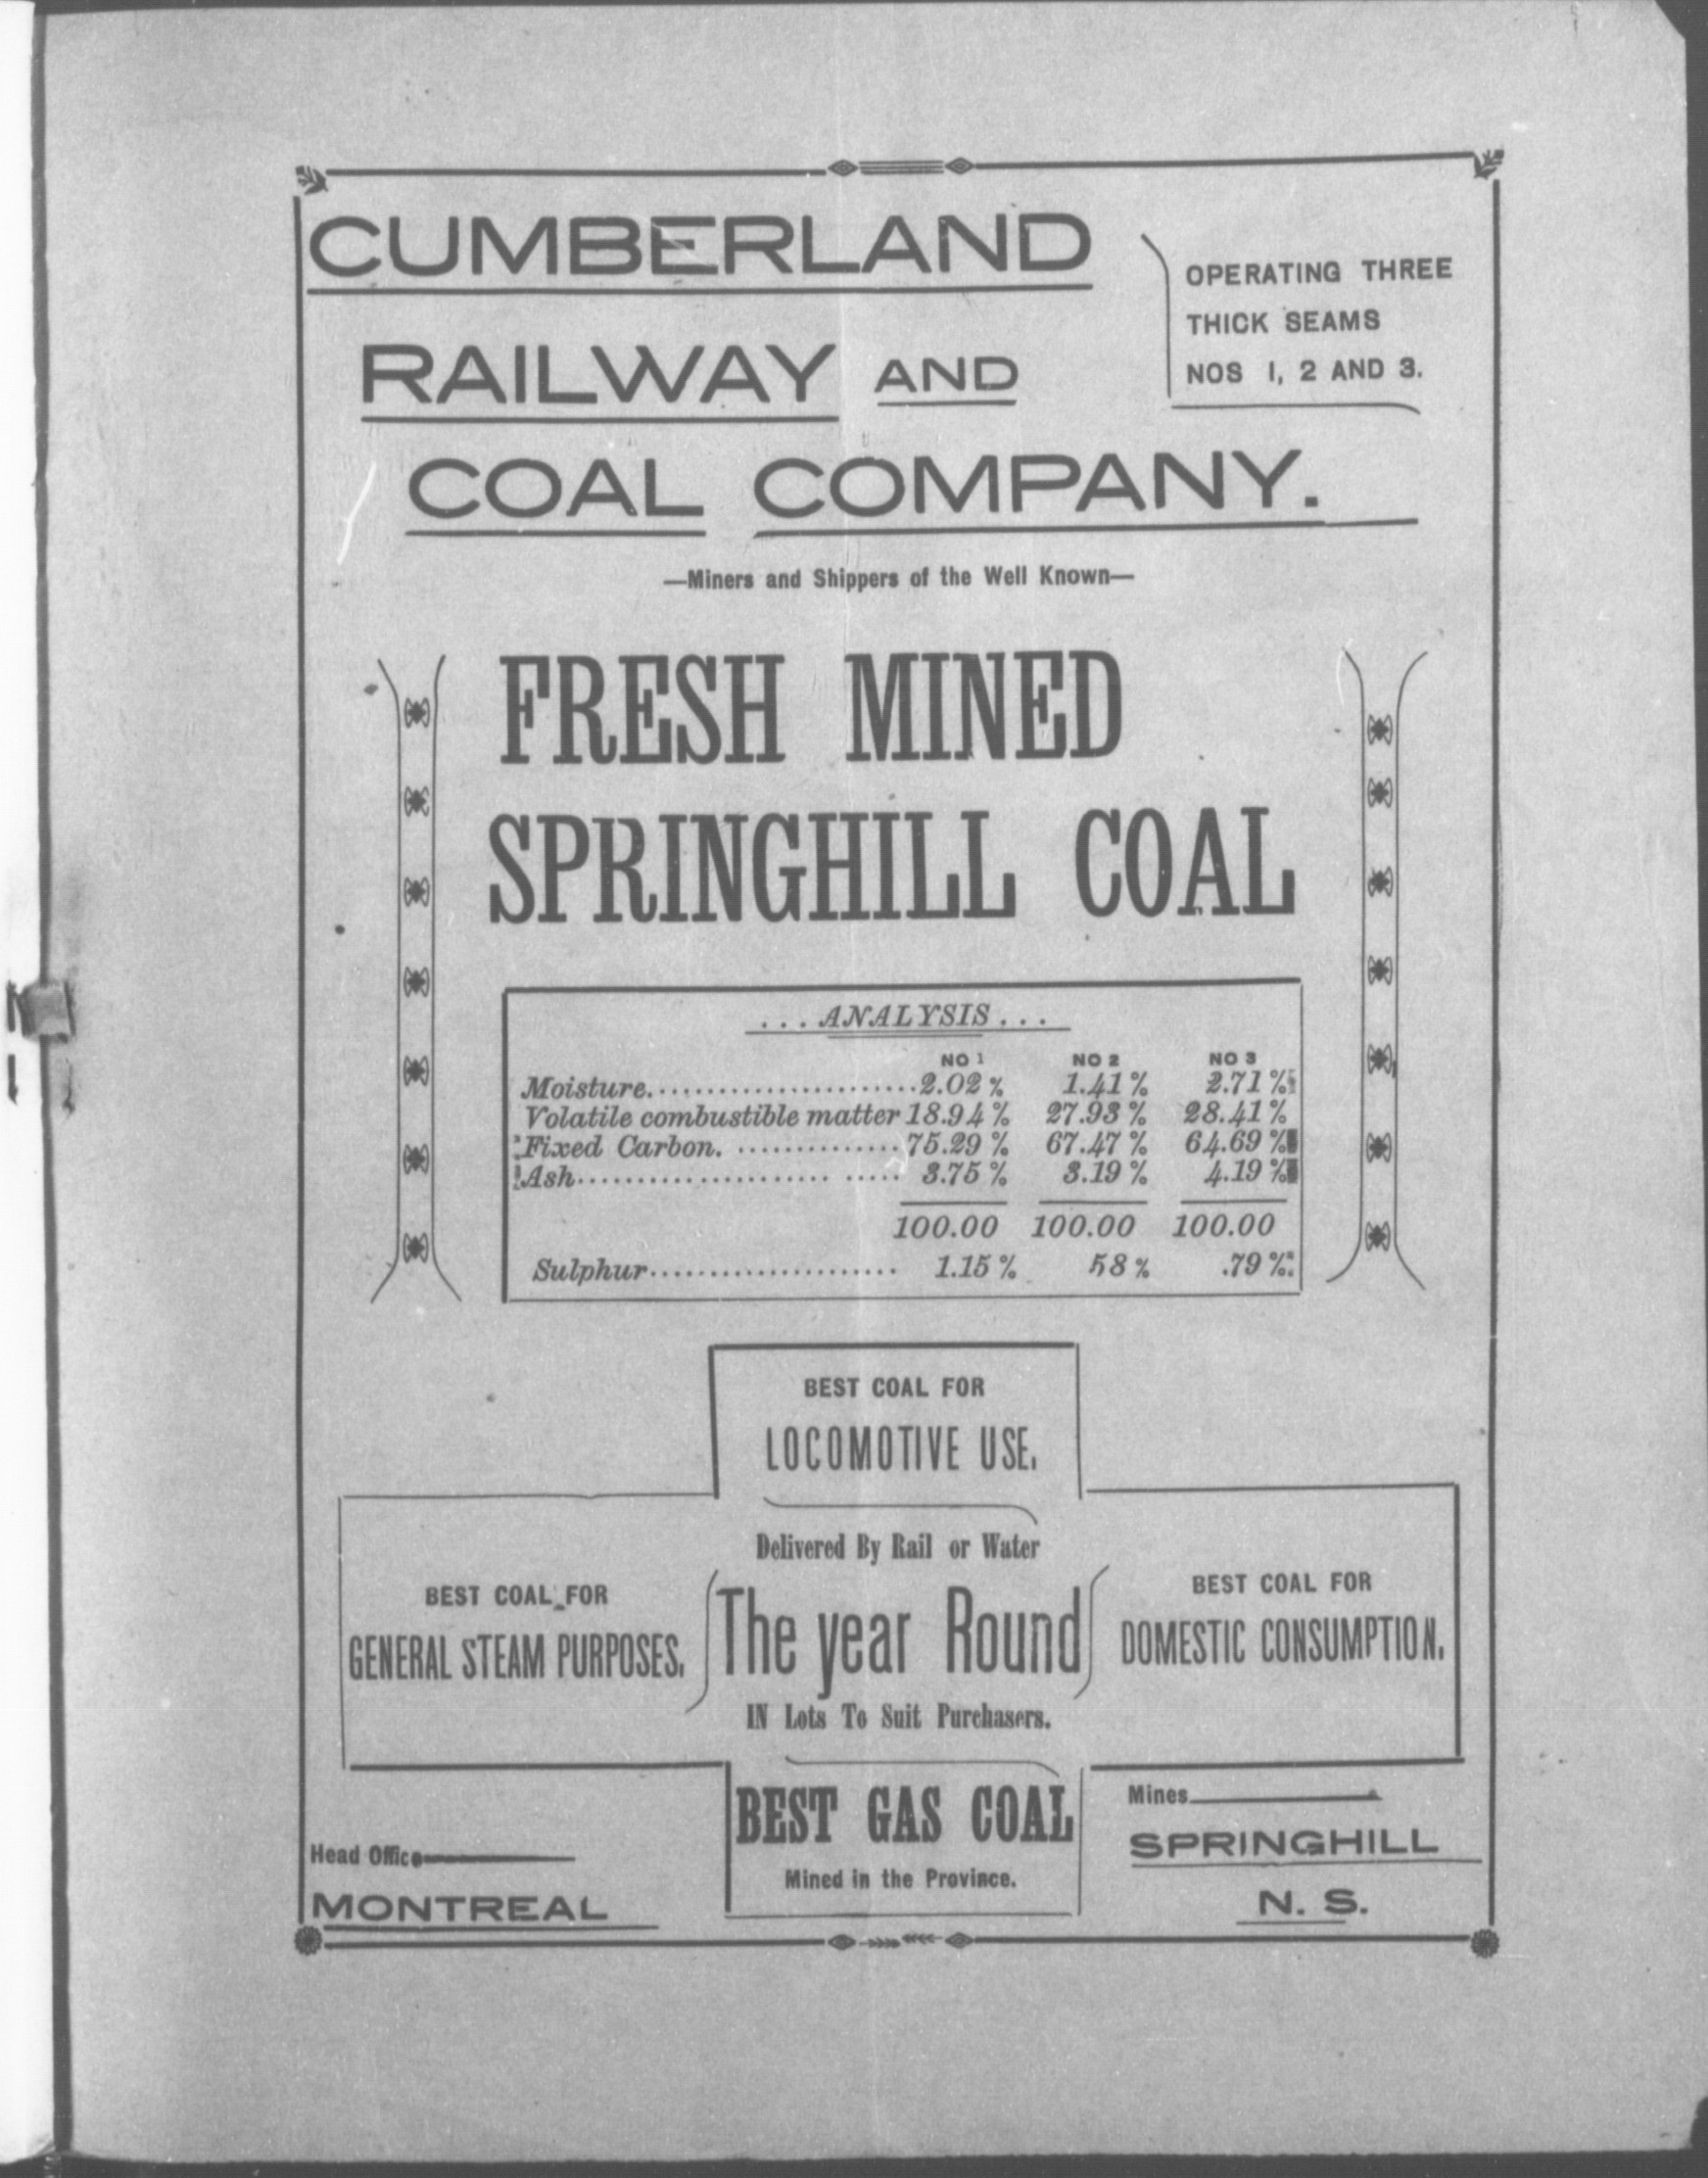 CUMBERLAND
RAILWAY AND
COAL COMPANY.
OPERATING THREE
THICK SEAMS
NOS 1, 2 AND 3.
—Miners and Shippers of the Well Known—
FRESH MINED
SPRINGHILL COAL
...ANALYSIS...
NO 1 NO 2 NO 3
Moisture........................2.02% 1.41% 2.71%
Volatile combustible matter 18.94% 27.93% 28.41%
Fixed Carbon. ..............75.29% 67.47% 64.69%
Ash..................... ..... 3.75% 3.19% 4.19%
100.00 100.00 100.00
Sulphur..................... 1.15% 58% .79%
BEST COAL FOR
LOCOMOTIVE USE.
BEST COAL FOR
GENERAL STEAM PURPOSES.
Delivered By Rail or Water
The year Round
IN Lots To Suit Purchasers.
BEST COAL FOR
DOMESTIC CONSUMPTION.
BEST GAS COAL
Mined in the Province.
Head Office
MONTREAL
Mines
SPRINGHILL
N. S.